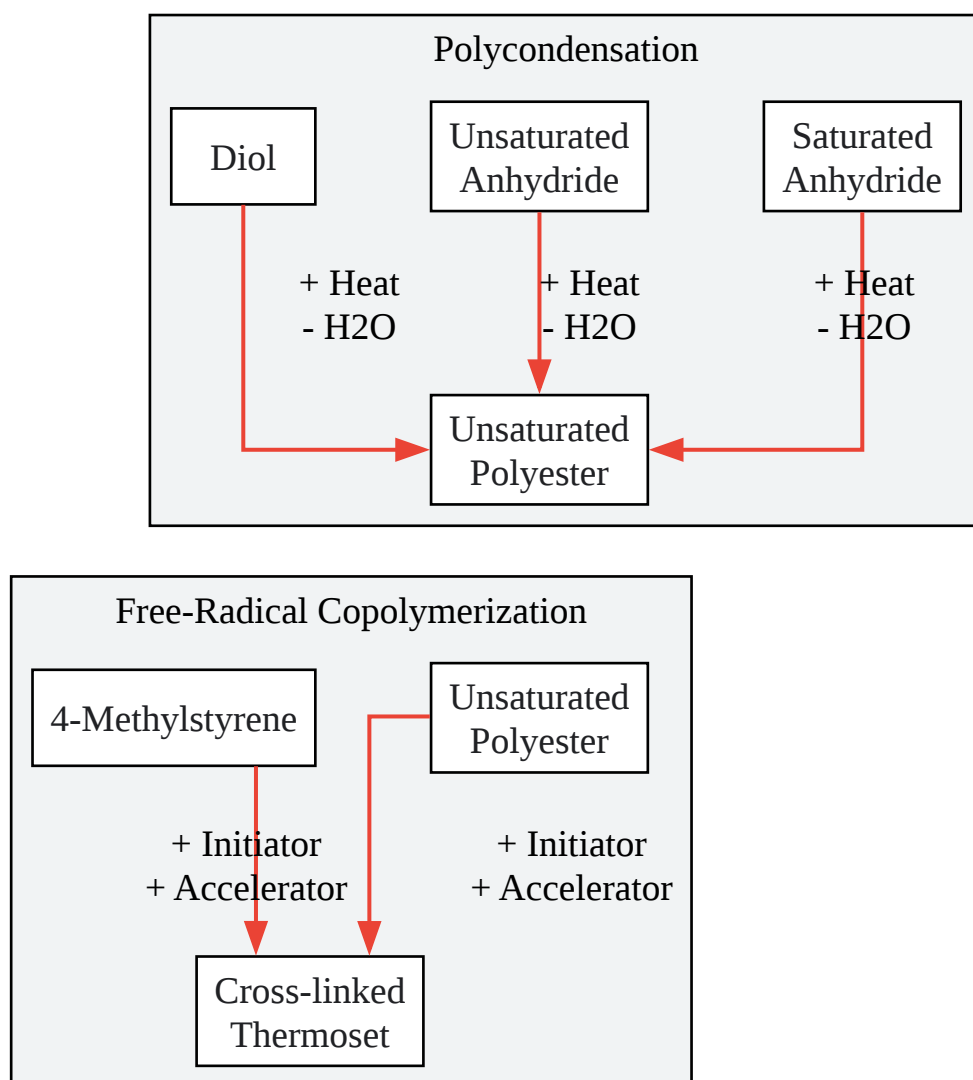 Polycondensation
Diol
Unsaturated
Anhydride
Saturated
Anhydride
+ Heat
- H2O
+ Heat
- H2O
+ Heat
- H2O
Unsaturated
Polyester
Free-Radical Copolymerization
4-Methylstyrene
Unsaturated
Polyester
+ Initiator
+ Accelerator
+ Initiator
+ Accelerator
Cross-linked
Thermoset